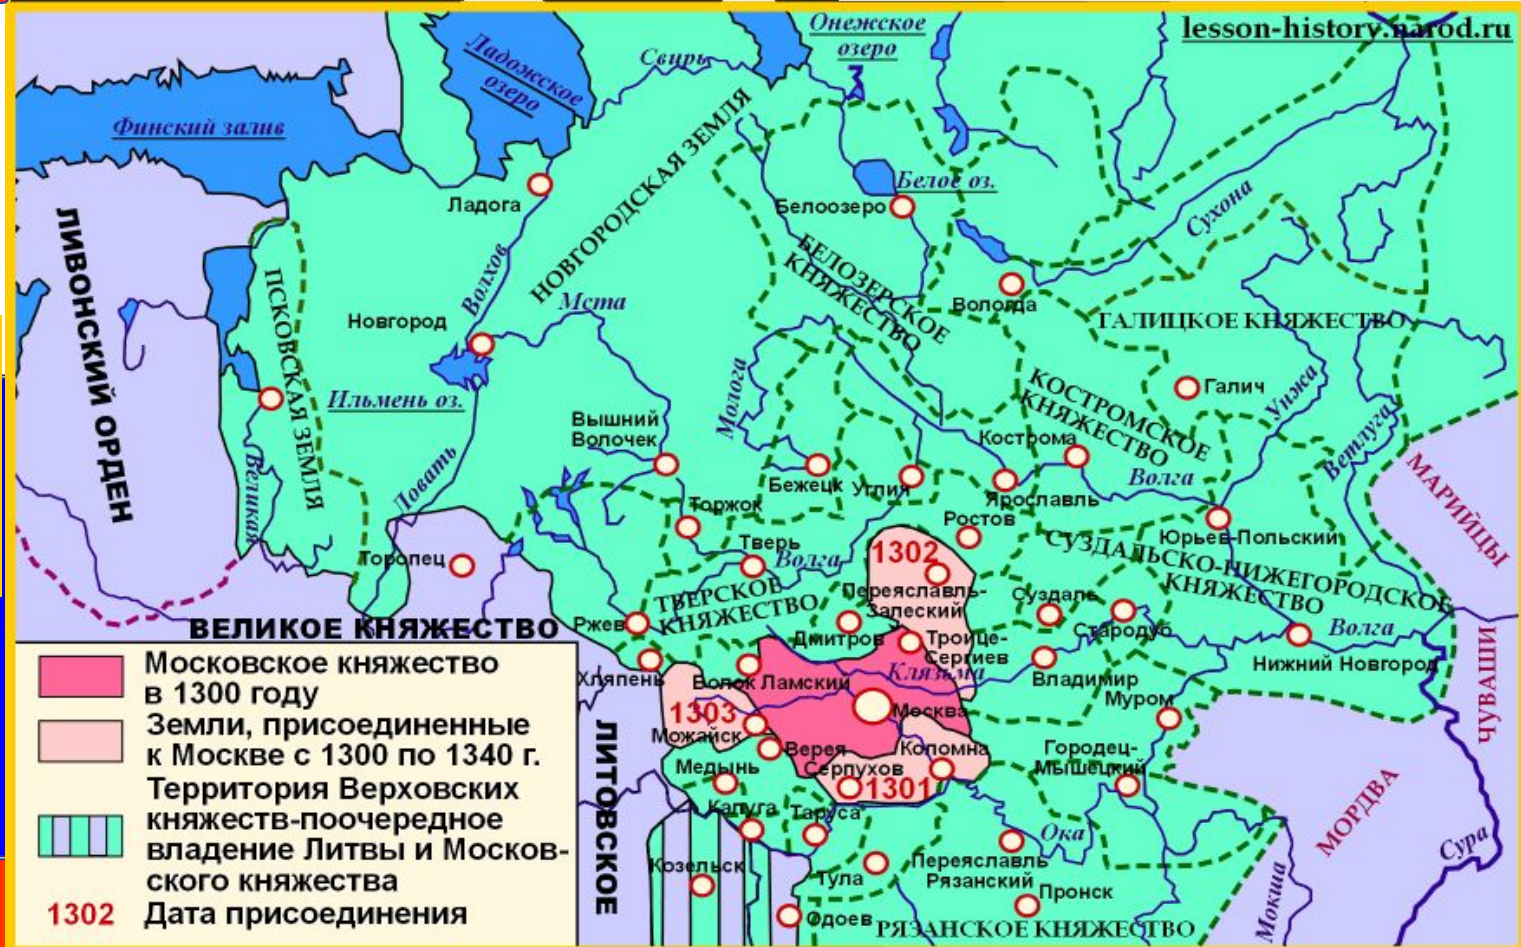 Онежское
озеро
lesson-history.narod.ru
Ладожское
озеро
Свирь
Финский залив
НОВГОРОДСКАЯ ЗЕМЛЯ
Ладога
Белое оз.
Белоозеро
Сухона
ЛИВОНСКИЙ ОРДЕН
ПСКОВСКАЯ ЗЕМЛЯ
Волхов
Мста
БЕЛОЗЕРСКОЕ
КНЯЖЕСТВО
Вологда
Новгород
ГАЛИЦКОЕ КНЯЖЕСТВО
Ильмень оз.
Молога
КОСТРОМСКОЕ
КНЯЖЕСТВО
Галич
Унжа
Ветлуга
Вышний
Волочек
Кострома
Волга
Великая
Ловать
Бежецк
Углич
Ярославль
МАРИЙЦЫ
Торжок
Ростов
Юрьев-Польский
Тверь
Волга
1302
СУЗДАЛЬСКО-НИЖЕГОРОДСКОЕ
КНЯЖЕСТВО
Торопец
ТВЕРСКОЕ
КНЯЖЕСТВО
Переяславль-
Залеский
Суздаль
Стародуб
Ржев
Дмитров
Троице-
Сергиев
Волга
Нижний Новгород
ВЕЛИКОЕ КНЯЖЕСТВО
ЛИТОВСКОЕ
Хляпень
Волок Ламский
Клязьма
Владимир
Муром
ЧУВАШИ
1303
Можайск
Москва
Верея
Коломна
Городец-
Мышецкий
Медынь
Серпухов
1301
Калуга
Таруса
Ока
МОРДВА
Сура
Козельск
Тула
Переяславль
Рязанский
Пронск
Мокша
Одоев
РЯЗАНСКОЕ КНЯЖЕСТВО
Московское княжество
в 1300 году
Земли, присоединенные
к Москве с 1300 по 1340 г.
Территория Верховских
княжеств-поочередное
владение Литвы и Москов-
ского княжества
1302 Дата присоединения